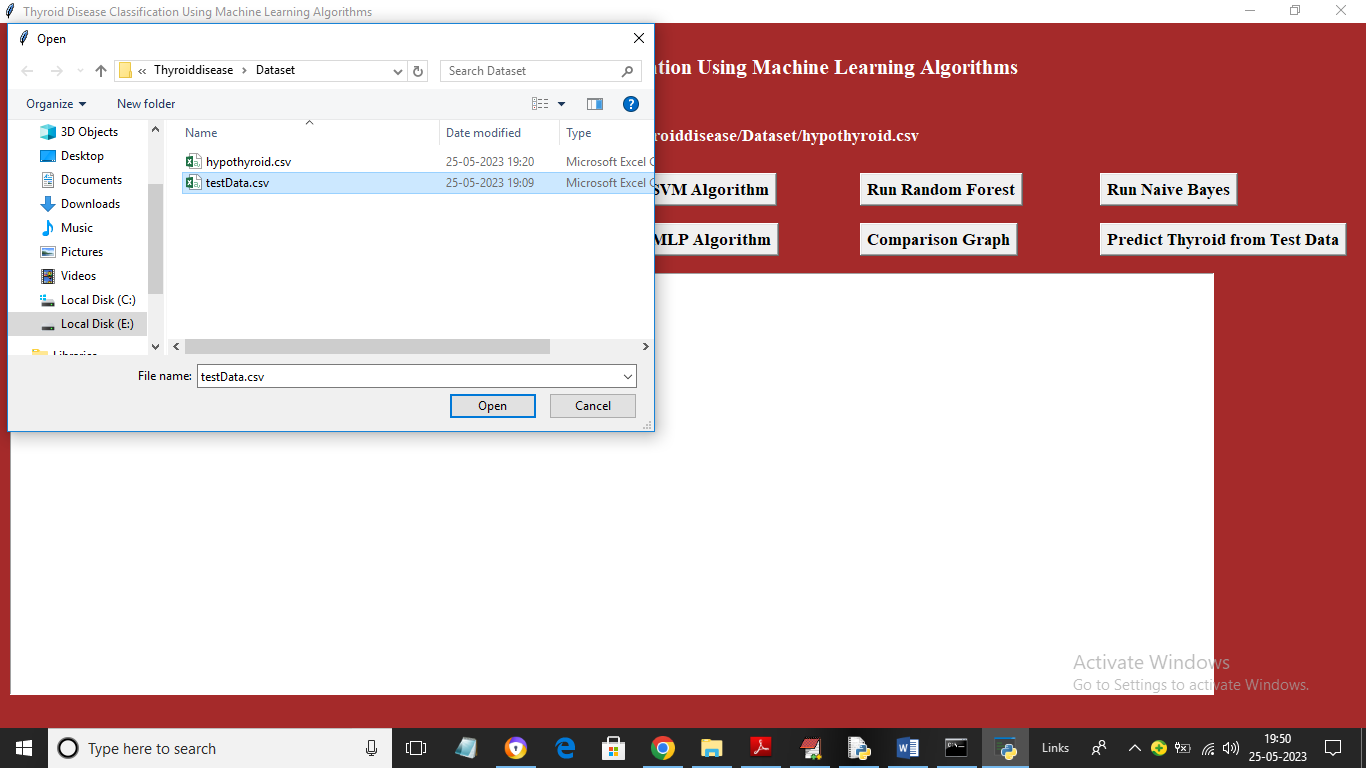 Thyroid Disease Classification Using Machine Learning Algorithms
Open
« Thyroiddisease › Dataset
Search Dataset
Organize
New folder
Name
Date modified
Type
3D Objects
Desktop
Documents
Downloads
Music
Pictures
Videos
Local Disk (C:)
Local Disk (E:)
Libraries
hypothyroid.csv 25-05-2023 19:20 Microsoft Excel C
testData.csv 25-05-2023 19:09 Microsoft Excel C
File name: testData.csv
Open
Cancel
tion Using Machine Learning Algorithms
roiddisease/Dataset/hypothyroid.csv
SVM Algorithm
Run Random Forest
Run Naive Bayes
MLP Algorithm
Comparison Graph
Predict Thyroid from Test Data
Activate Windows
Go to Settings to activate Windows.
Type here to search
Links
19:50
25-05-2023